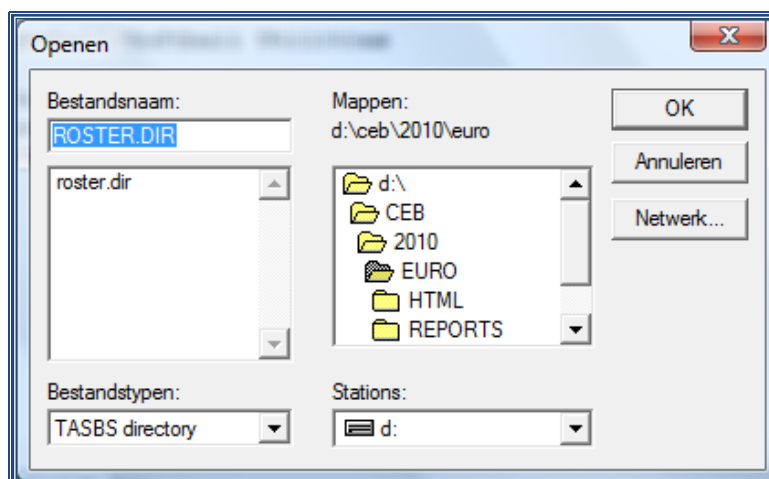 Openen
Bestandsnaam:
ROSTER.DIR
roster.dir
Bestandstypen:
TASBS directory
Mappen:
d:\ceb\2010\euro
d:\
CEB
2010
EURO
HTML
REPORTS
Stations:
d:
OK
Annuleren
Netwerk...